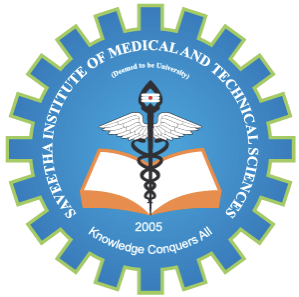 SAVEETHA INSTITUTE OF MEDICAL AND TECHNICAL SCIENCES
(Deemed to be University)
2005
Knowledge Conquers All